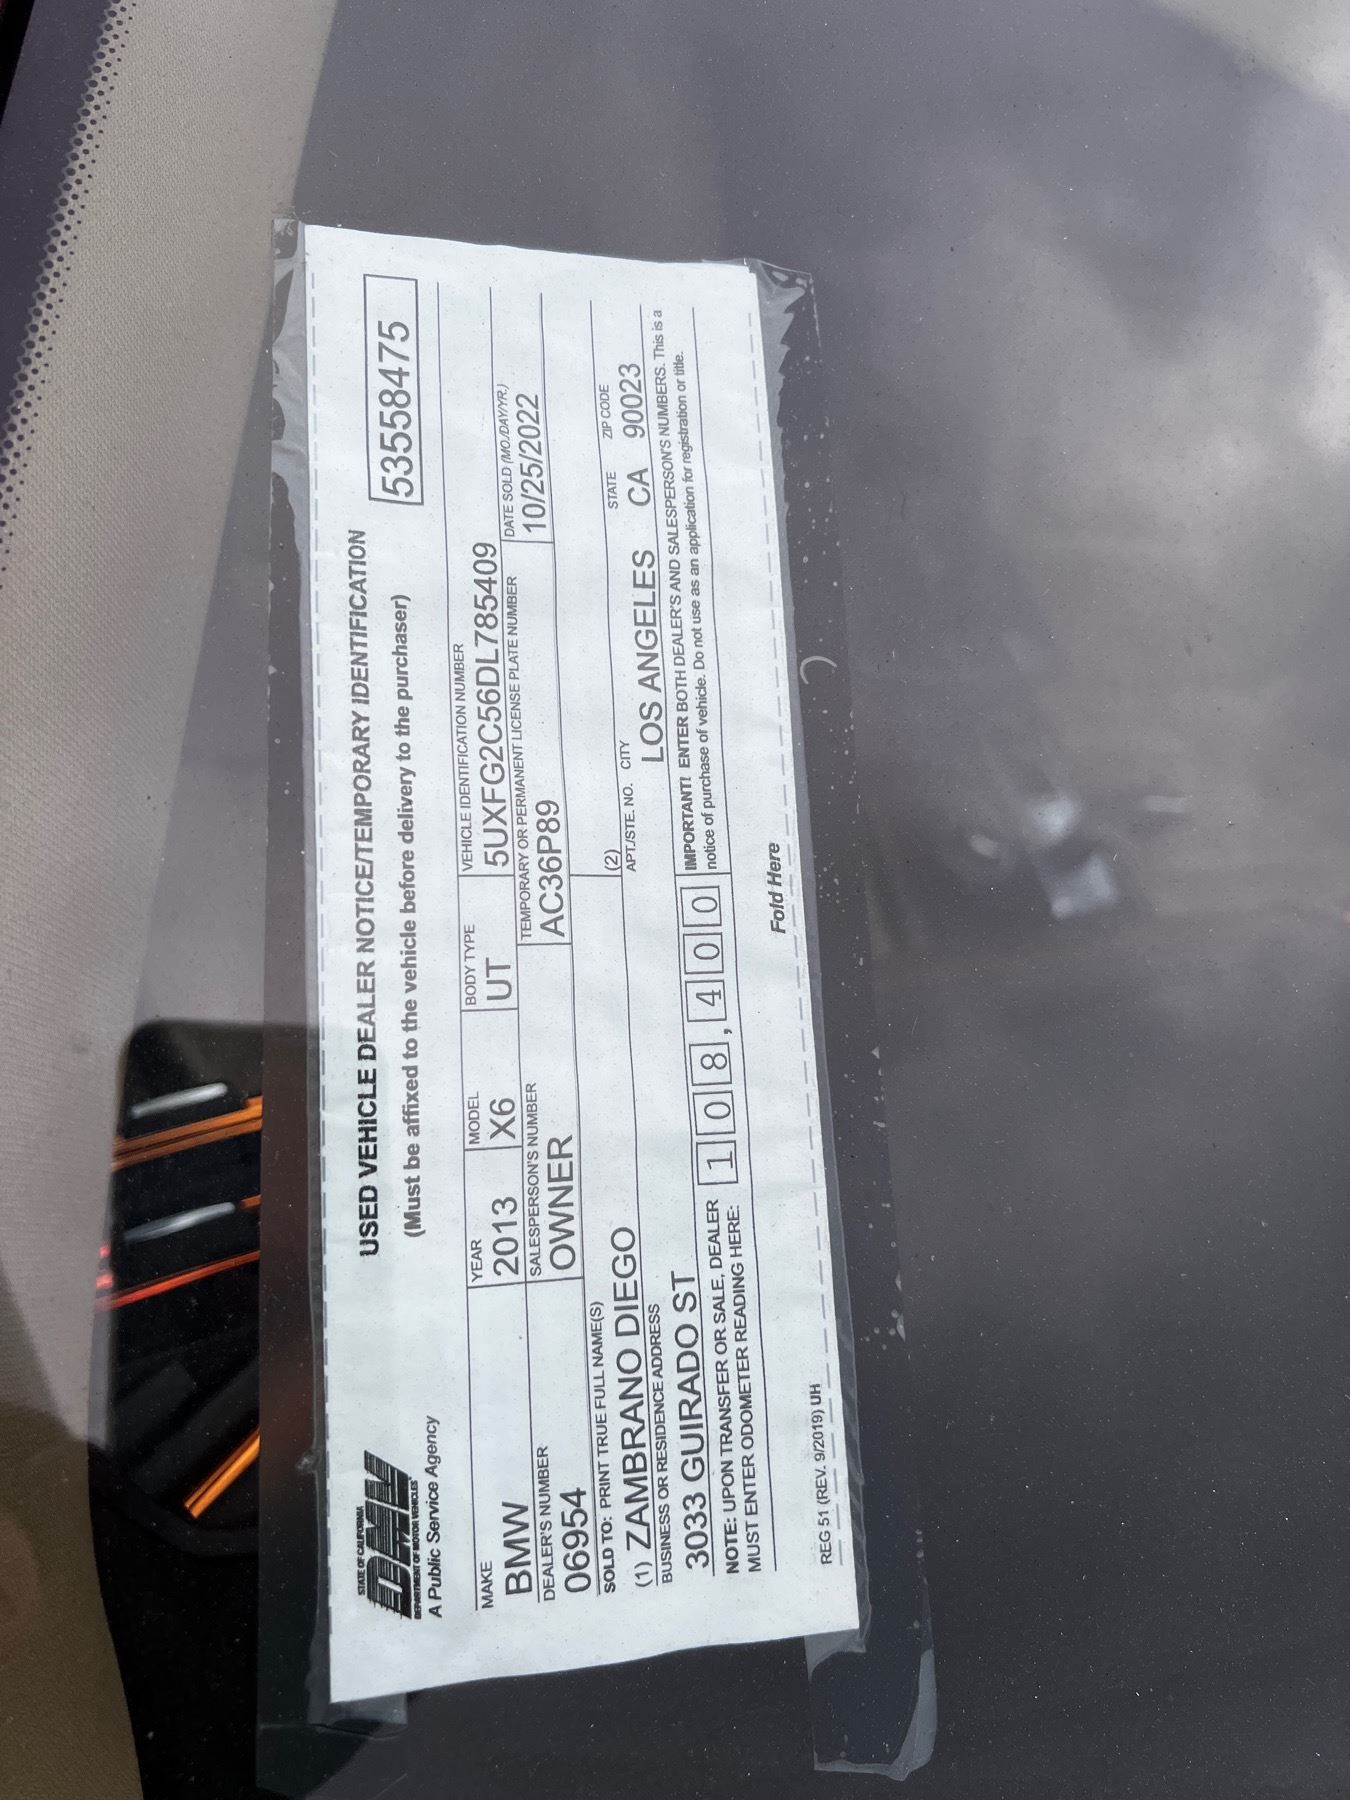 STATE OF CALIFORNIA
DMV
DEPARTMENT OF MOTOR VEHICLES
A Public Service Agency
USED VEHICLE DEALER NOTICE/TEMPORARY IDENTIFICATION
(Must be affixed to the vehicle before delivery to the purchaser)
53558475
MAKE YEAR MODEL BODY TYPE VEHICLE IDENTIFICATION NUMBER
BMW 2013 X6 UT 5UXFG2C56DL785409
DEALER'S NUMBER SALESPERSON'S NUMBER TEMPORARY OR PERMANENT LICENSE PLATE NUMBER DATE SOLD (MO./DAY/YR.)
06954 OWNER AC36P89 10/25/2022
SOLD TO: PRINT TRUE FULL NAME(S)
(1) ZAMBRANO DIEGO (2)
BUSINESS OR RESIDENCE ADDRESS APT./STE. NO. CITY STATE ZIP CODE
3033 GUIRADO ST LOS ANGELES CA 90023
NOTE: UPON TRANSFER OR SALE, DEALER
MUST ENTER ODOMETER READING HERE:
108,400
IMPORTANT! ENTER BOTH DEALER'S AND SALESPERSON'S NUMBERS. This is a
notice of purchase of vehicle. Do not use as an application for registration or title.
Fold Here
REG 51 (REV. 9/2019) UH